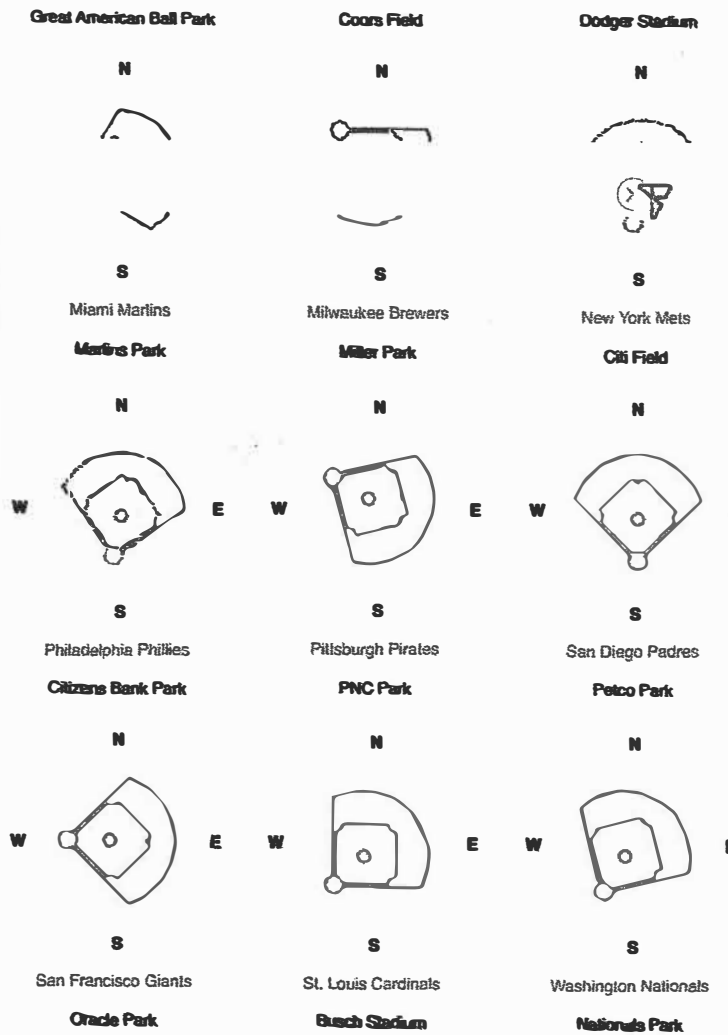 Great American Ball Park Coors Field Dodger Stadium
N N N
S S S
Miami Marlins Milwaukee Brewers New York Mets
Marlins Park Miller Park Citi Field
N N N
W E W E W
S S S
Philadelphia Phillies Pittsburgh Pirates San Diego Padres
Citizens Bank Park PNC Park Petco Park
N N N
W E W E W
S S S
San Francisco Giants St. Louis Cardinals Washington Nationals
Oracle Park Busch Stadium Nationals Park